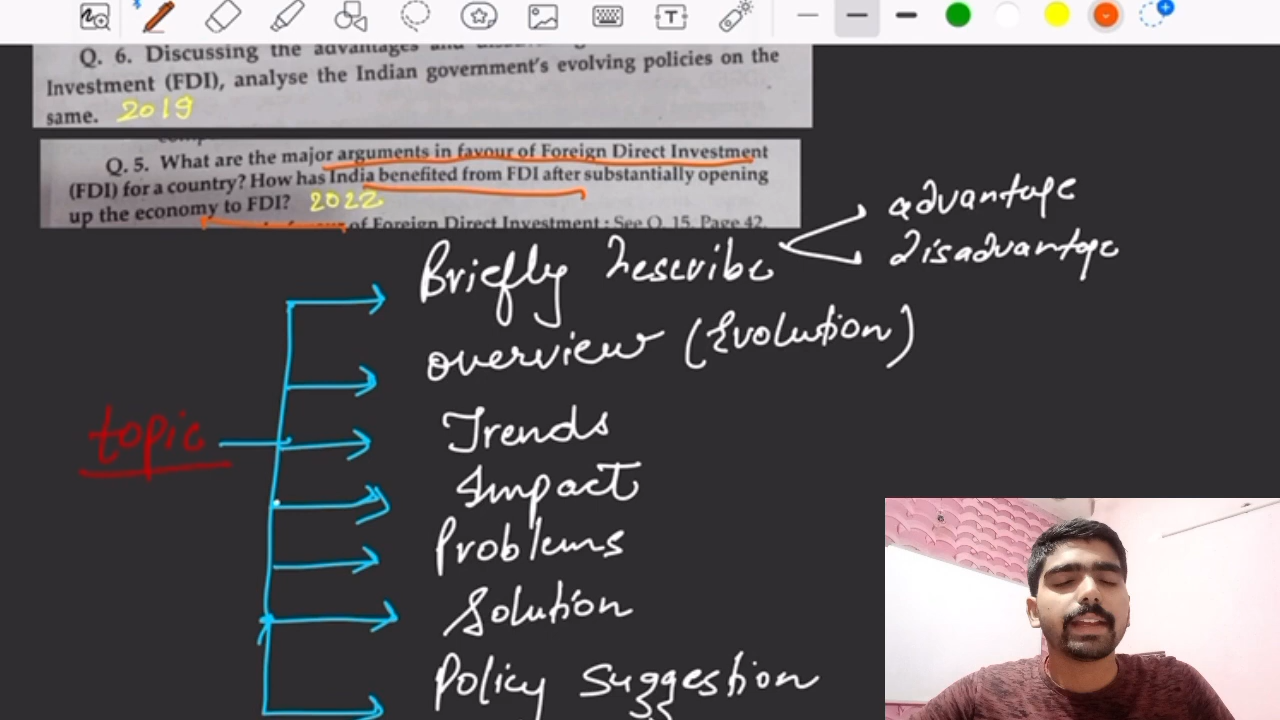 Q. 6. Discussing the advantages and
Investment (FDI), analyse the Indian government's evolving policies on the
same. 2019
Q. 5. What are the major arguments in favour of Foreign Direct Investment
(FDI) for a country? How has India benefited from FDI after substantially opening
up the economy to FDI? 2022
of Foreign Direct Investment : See Q. 15, Page 42.
Briefly Describe
advantage
Disadvantage
overview (Evolution)
Trends
topic
Impact
Problems
Solution
Policy Suggestion